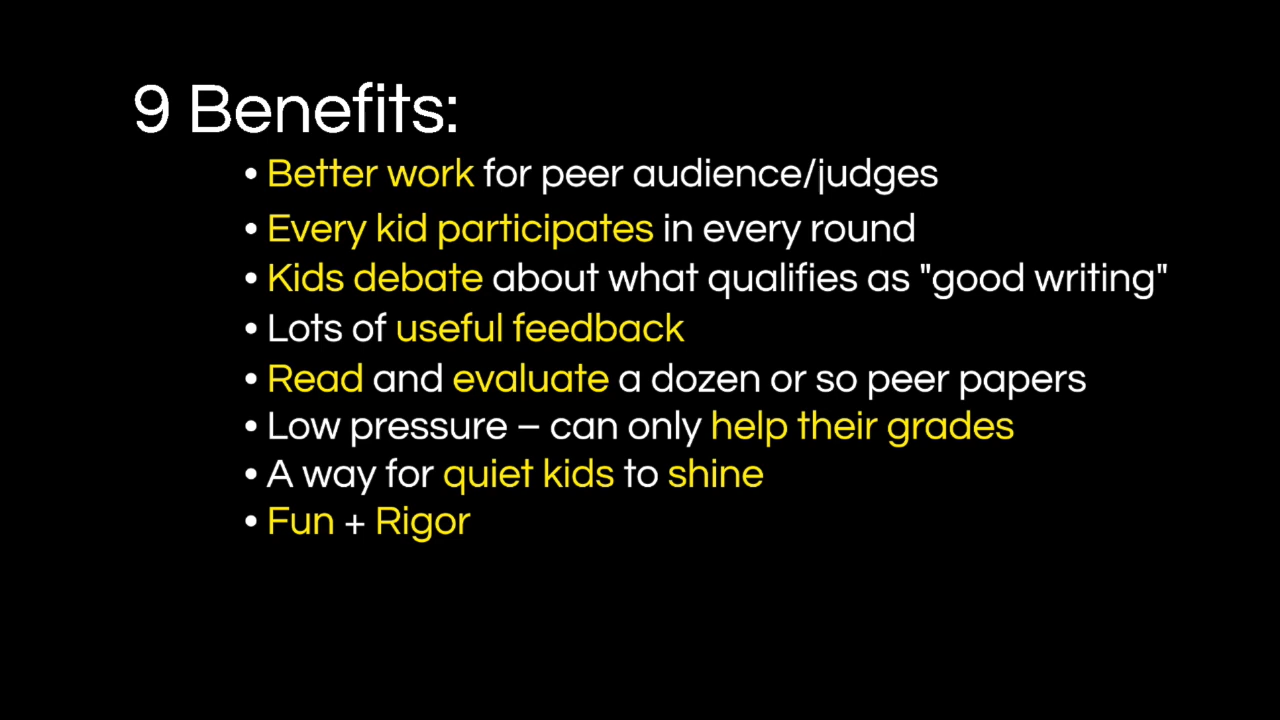 9 Benefits:
• Better work for peer audience/judges
• Every kid participates in every round
• Kids debate about what qualifies as "good writing"
• Lots of useful feedback
• Read and evaluate a dozen or so peer papers
• Low pressure – can only help their grades
• A way for quiet kids to shine
• Fun + Rigor